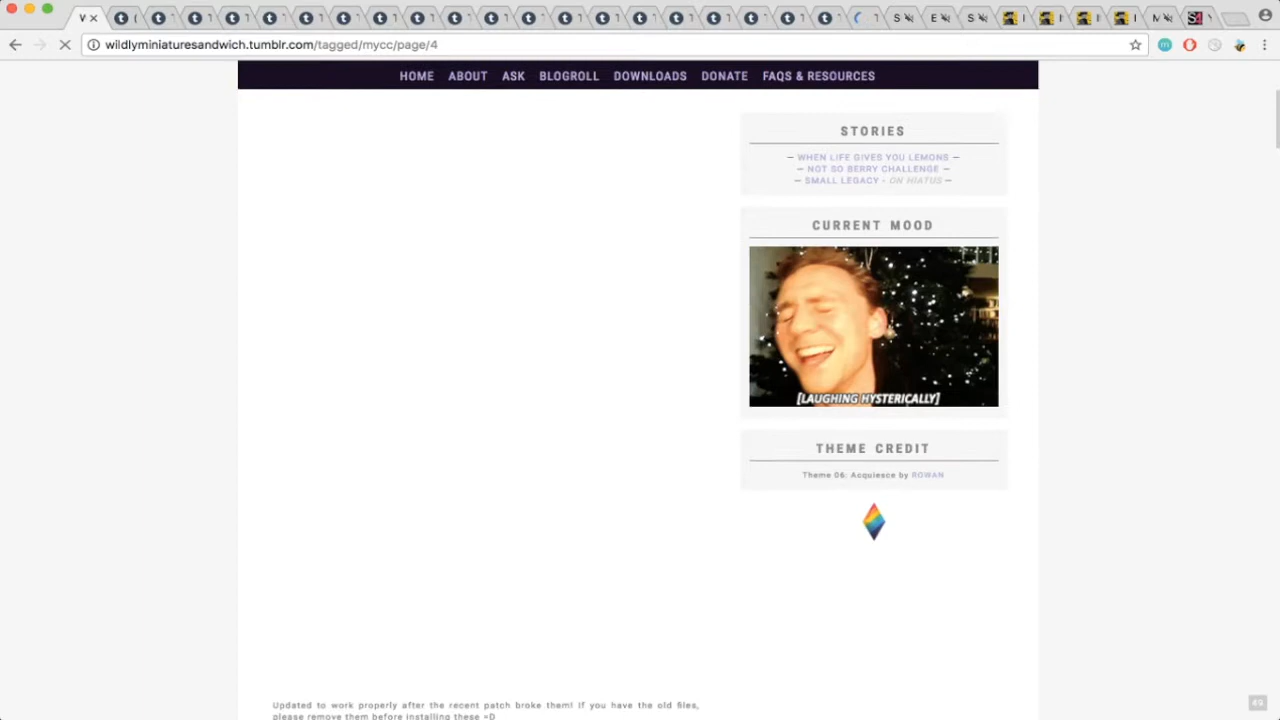 wildlyminiaturesandwich.tumblr.com/tagged/mycc/page/4
HOME ABOUT ASK BLOGROLL DOWNLOADS DONATE FAQS & RESOURCES
STORIES
— WHEN LIFE GIVES YOU LEMONS —
— NOT SO BERRY CHALLENGE —
— SMALL LEGACY - ON HIATUS —
CURRENT MOOD
[LAUGHING HYSTERICALLY]
THEME CREDIT
Theme 06: Acquiesce by ROWAN
Updated to work properly after the recent patch broke them! If you have the old files,
please remove them before installing these =D